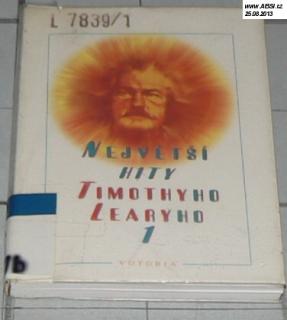 www.ABSI.cz
25.08.2013
L 7839/1
NEJVĚTŠÍ
HITY
TIMOTHYHO
LEARYHO
1
VOTOBIA